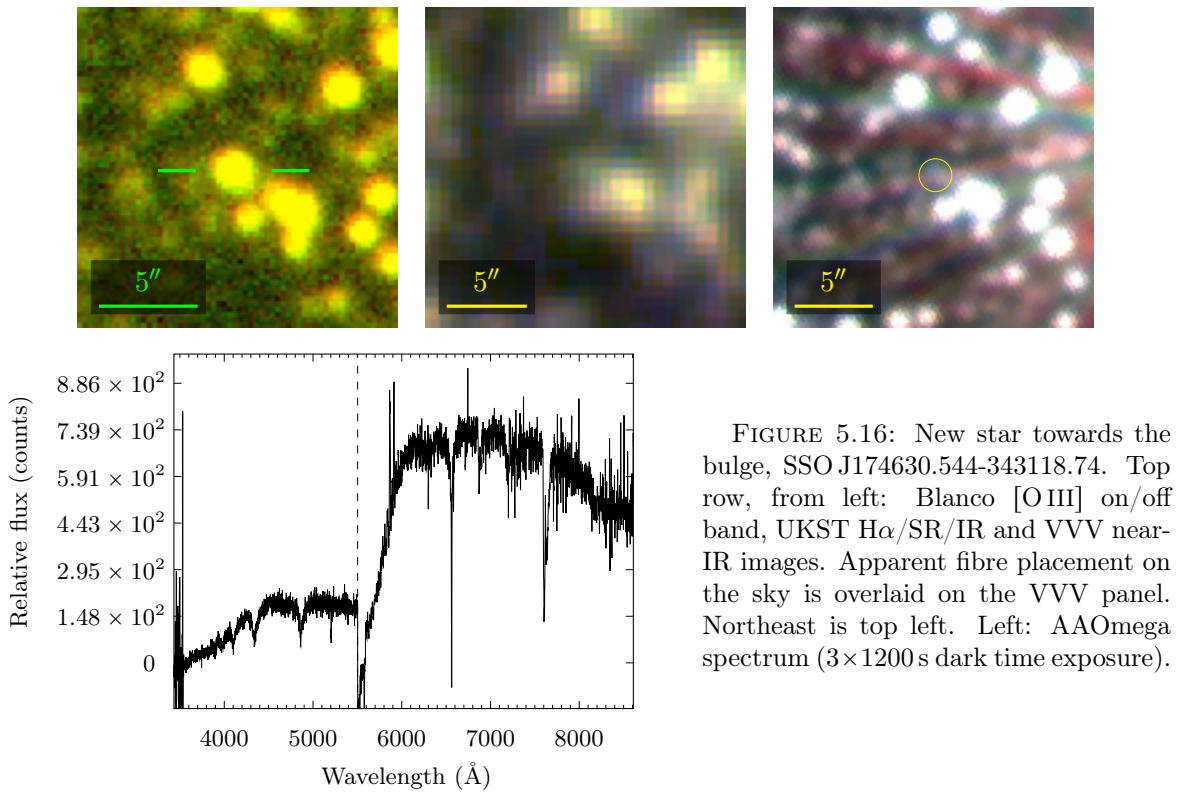 5″
5″
5″
Relative flux (counts)
8.86 × 10²
7.39 × 10²
5.91 × 10²
4.43 × 10²
2.95 × 10²
1.48 × 10²
0
4000 5000 6000 7000 8000
Wavelength (Å)
FIGURE 5.16: New star towards the
bulge, SSO J174630.544-343118.74. Top
row, from left: Blanco [O III] on/off
band, UKST Hα/SR/IR and VVV near-
IR images. Apparent fibre placement on
the sky is overlaid on the VVV panel.
Northeast is top left. Left: AAOmega
spectrum (3×1200 s dark time exposure).